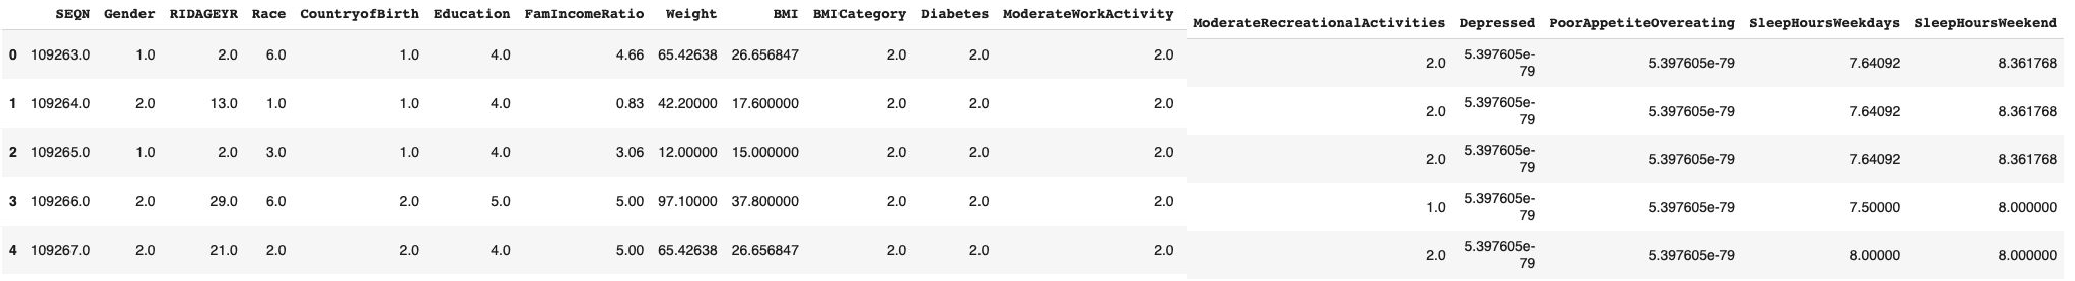 SEQN Gender RIDAGEYR Race CountryofBirth Education FamIncomeRatio Weight BMI BMICategory Diabetes ModerateWorkActivity ModerateRecreationalActivities Depressed PoorAppetiteOvereating SleepHoursWeekdays SleepHoursWeekend
0 109263.0 1.0 2.0 6.0 1.0 4.0 4.66 65.42638 26.656847 2.0 2.0 2.0 2.0 5.397605e-79 5.397605e-79 7.64092 8.361768
1 109264.0 2.0 13.0 1.0 1.0 4.0 0.83 42.20000 17.600000 2.0 2.0 2.0 2.0 5.397605e-79 5.397605e-79 7.64092 8.361768
2 109265.0 1.0 2.0 3.0 1.0 4.0 3.06 12.00000 15.000000 2.0 2.0 2.0 2.0 5.397605e-79 5.397605e-79 7.64092 8.361768
3 109266.0 2.0 29.0 6.0 2.0 5.0 5.00 97.10000 37.800000 2.0 2.0 2.0 1.0 5.397605e-79 5.397605e-79 7.50000 8.000000
4 109267.0 2.0 21.0 2.0 2.0 4.0 5.00 65.42638 26.656847 2.0 2.0 2.0 2.0 5.397605e-79 5.397605e-79 8.00000 8.000000